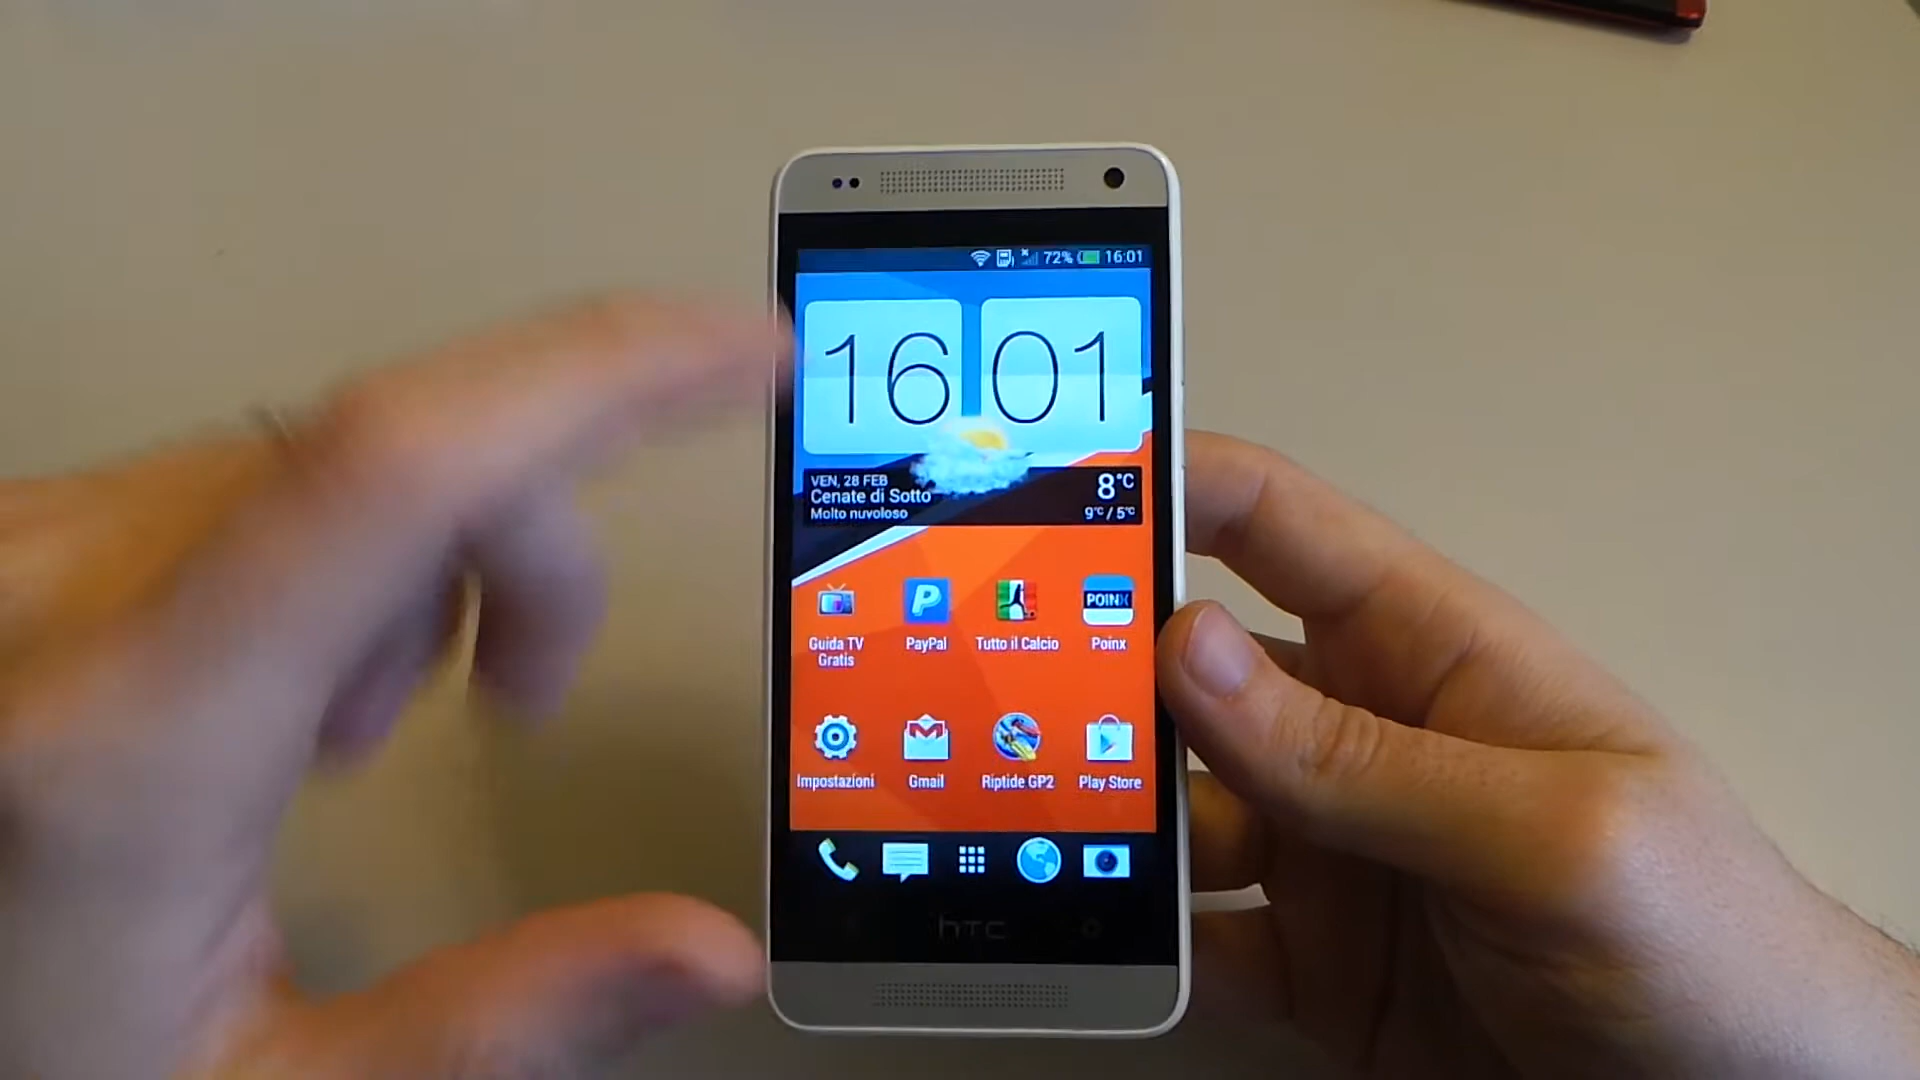 72% 16:01
16 01
VEN, 28 FEB
Cenate di Sotto
Molto nuvoloso
8°C
9°C / 5°C
Guida TV
Gratis
PayPal
Tutto il Calcio
Poinx
POINX
Impostazioni
Gmail
Riptide GP2
Play Store
hTC